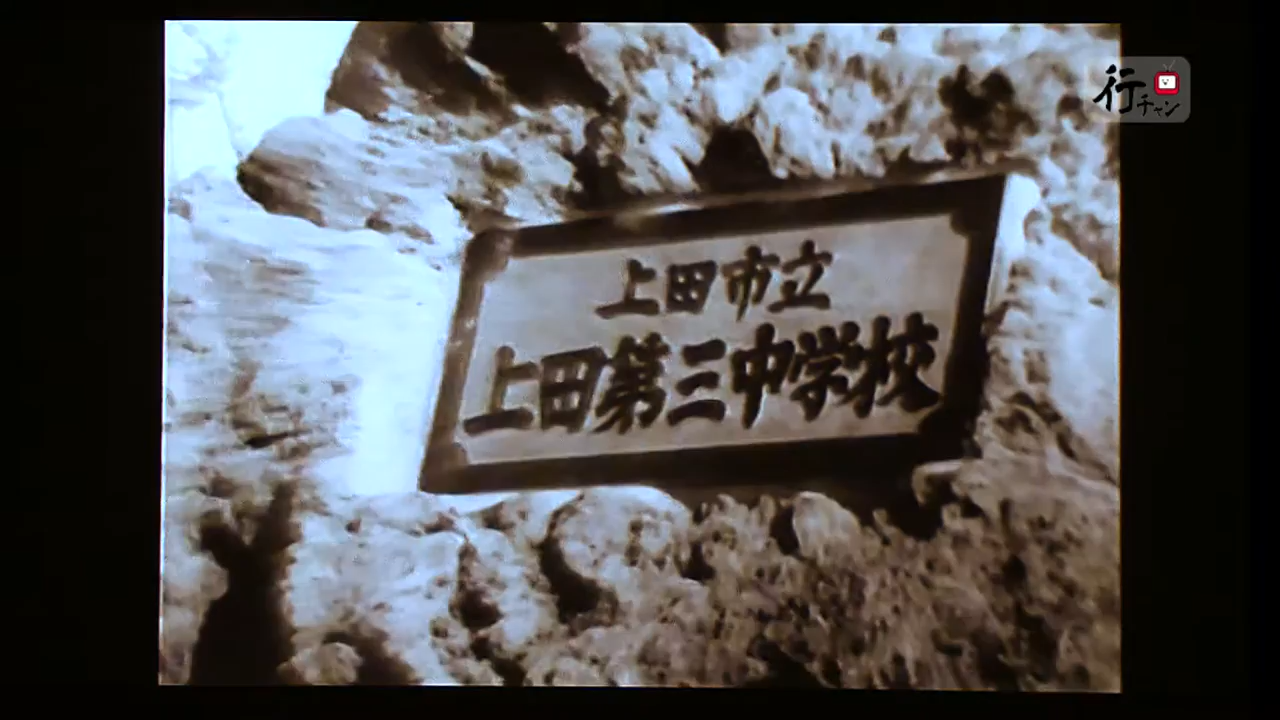 上田市立
上田第三中学校
行
チャン